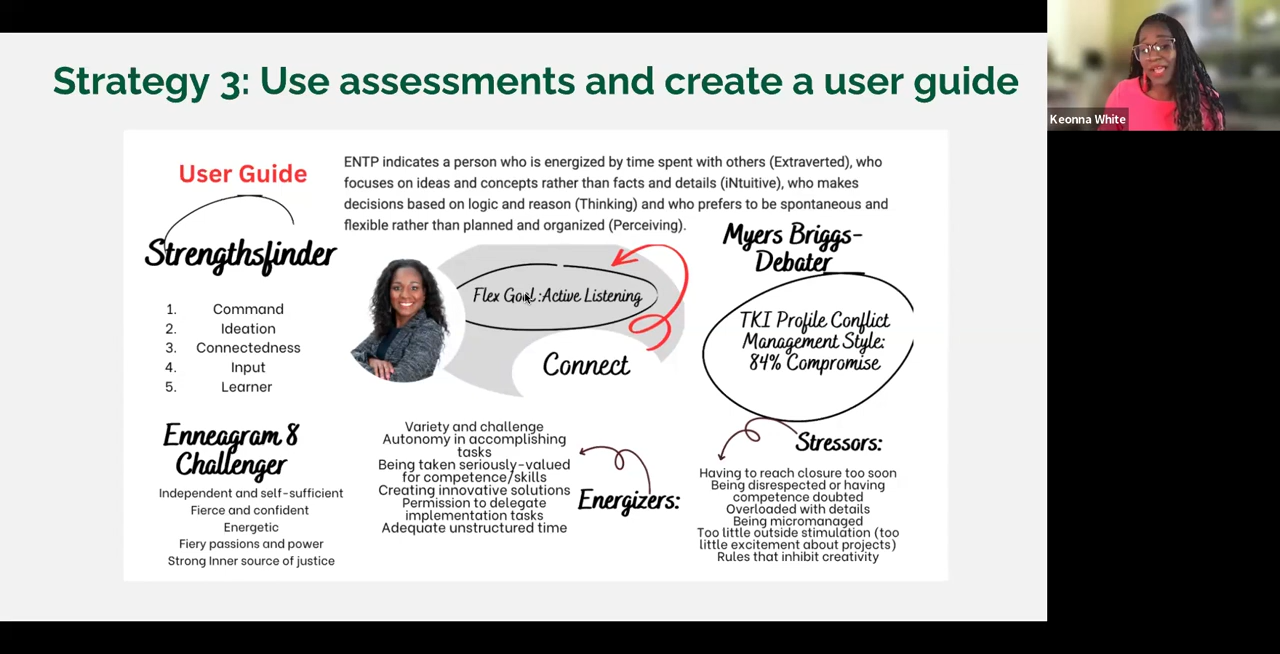 Strategy 3: Use assessments and create a user guide
Keonna White
User Guide
ENTP indicates a person who is energized by time spent with others (Extraverted), who
focuses on ideas and concepts rather than facts and details (iNtuitive), who makes
decisions based on logic and reason (Thinking) and who prefers to be spontaneous and
flexible rather than planned and organized (Perceiving).
Strengthsfinder
1. Command
2. Ideation
3. Connectedness
4. Input
5. Learner
Flex Goal:Active Listening
Connect
Myers Briggs-
Debater
TKI Profile Conflict
Management Style:
84% Compromise
Enneagram 8
Challenger
Independent and self-sufficient
Fierce and confident
Energetic
Fiery passions and power
Strong Inner source of justice
Variety and challenge
Autonomy in accomplishing
tasks
Being taken seriously-valued
for competence/skills
Creating innovative solutions
Permission to delegate
implementation tasks
Adequate unstructured time
Energizers:
Stressors:
Having to reach closure too soon
Being disrespected or having
competence doubted
Overloaded with details
Being micromanaged
Too little outside stimulation (too
little excitement about projects)
Rules that inhibit creativity